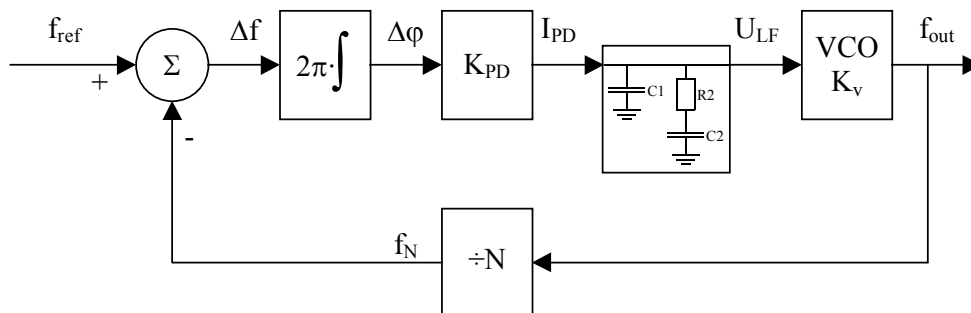 f_ref
+
Σ
-
Δf
2π·∫
Δφ
K_PD
I_PD
C1
R2
C2
U_LF
VCO
K_v
f_out
f_N
÷N